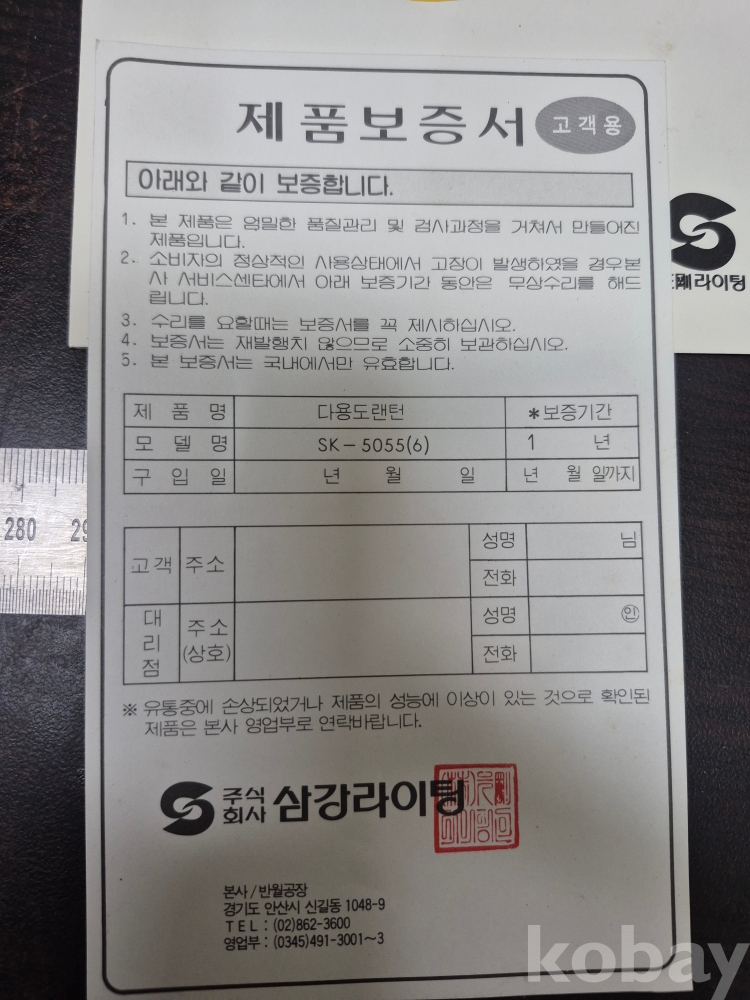 제품보증서 고객용
아래와 같이 보증합니다.
1. 본 제품은 엄밀한 품질관리 및 검사과정을 거쳐서 만들어진
제품입니다.
2. 소비자의 정상적인 사용상태에서 고장이 발생하였을 경우본
사 서비스센타에서 아래 보증기간 동안은 무상수리를 해드
립니다.
3. 수리를 요할때는 보증서를 꼭 제시하십시오.
4. 보증서는 재발행치 않으므로 소중히 보관하십시오.
5. 본 보증서는 국내에서만 유효합니다.
제품명 다용도랜턴 *보증기간
모델명 SK-5055(6) 1 년
구입일 년 월 일 년 월 일까지
고객 주소 성명 님
전화
대리점 주소(상호) 성명 ㊞
전화
※ 유통중에 손상되었거나 제품의 성능에 이상이 있는 것으로 확인된
제품은 본사 영업부로 연락바랍니다.
주식회사 삼강라이팅
본사/반월공장
경기도 안산시 신길동 1048-9
TEL : (02)862-3600
영업부 : (0345)491-3001~3
라이팅
280
kobay